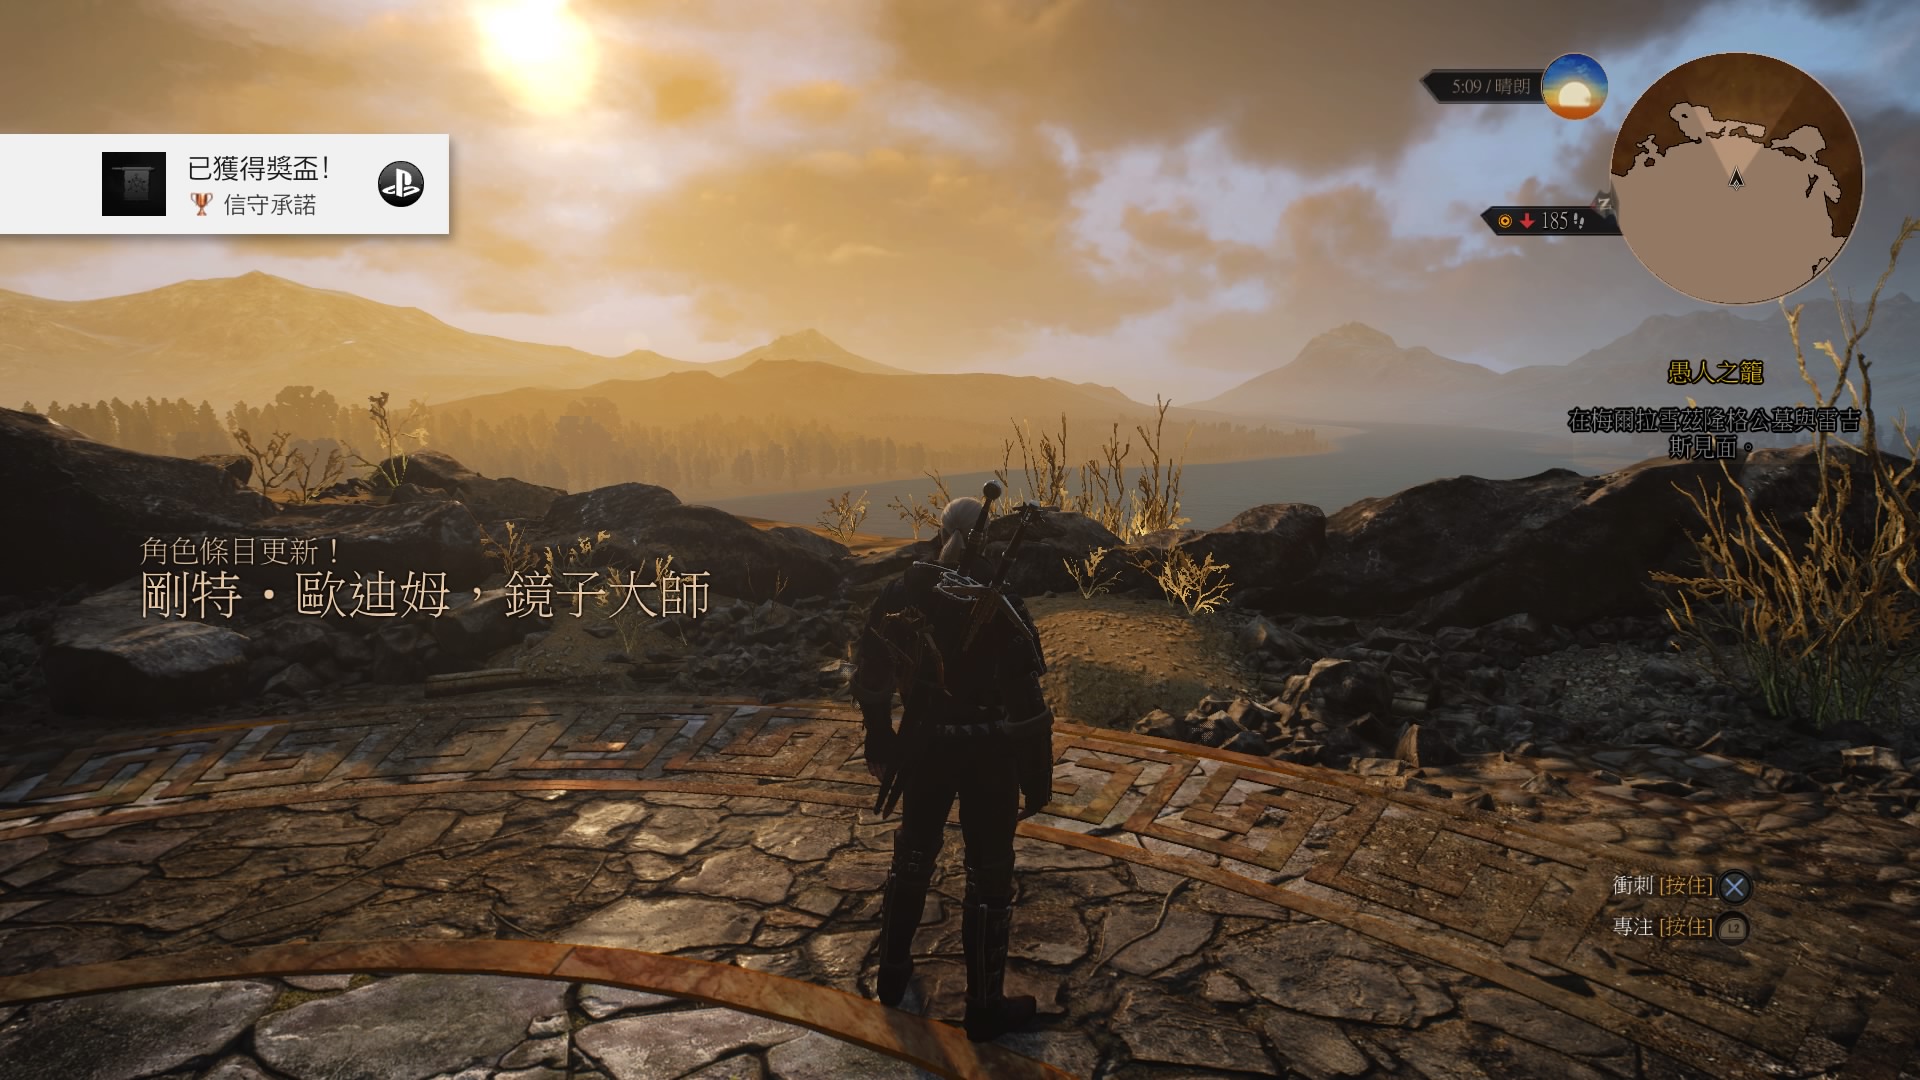 5:09 / 晴朗
已獲得獎盃!
信守承諾
185
Z
愚人之籠
在梅爾拉雪茲隆格公墓與雷吉
斯見面。
角色條目更新！
剛特・歐迪姆，鏡子大師
衝刺 [按住]
專注 [按住] L2